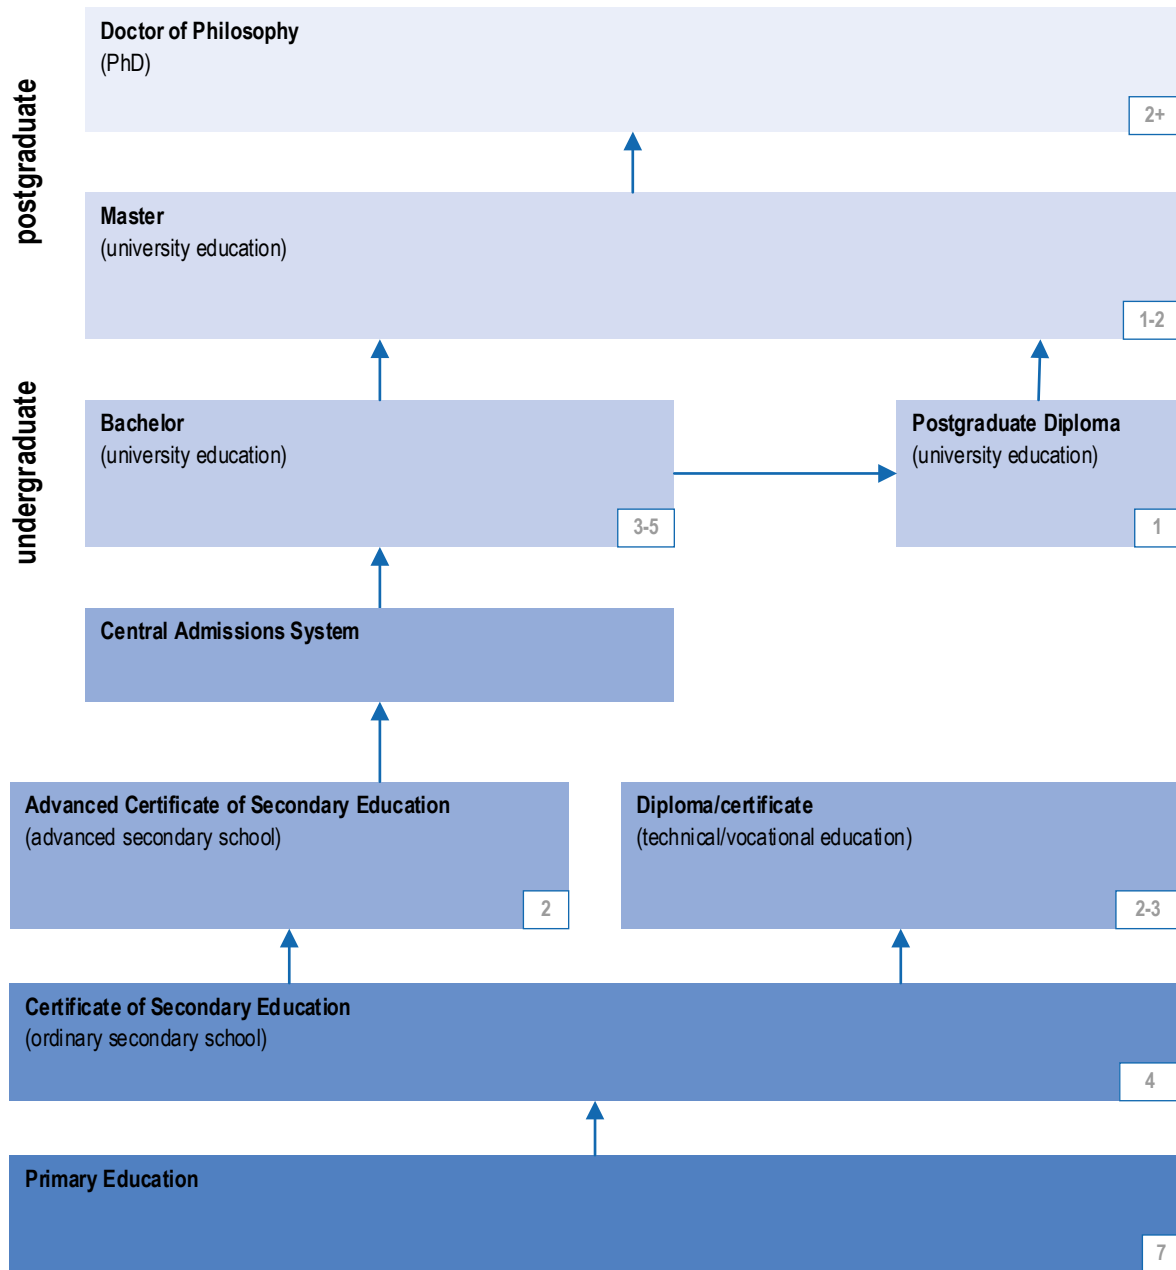 postgraduate
Doctor of Philosophy
(PhD)
2+
Master
(university education)
1-2
undergraduate
Bachelor
(university education)
3-5
Postgraduate Diploma
(university education)
1
Central Admissions System
Advanced Certificate of Secondary Education
(advanced secondary school)
2
Diploma/certificate
(technical/vocational education)
2-3
Certificate of Secondary Education
(ordinary secondary school)
4
Primary Education
7